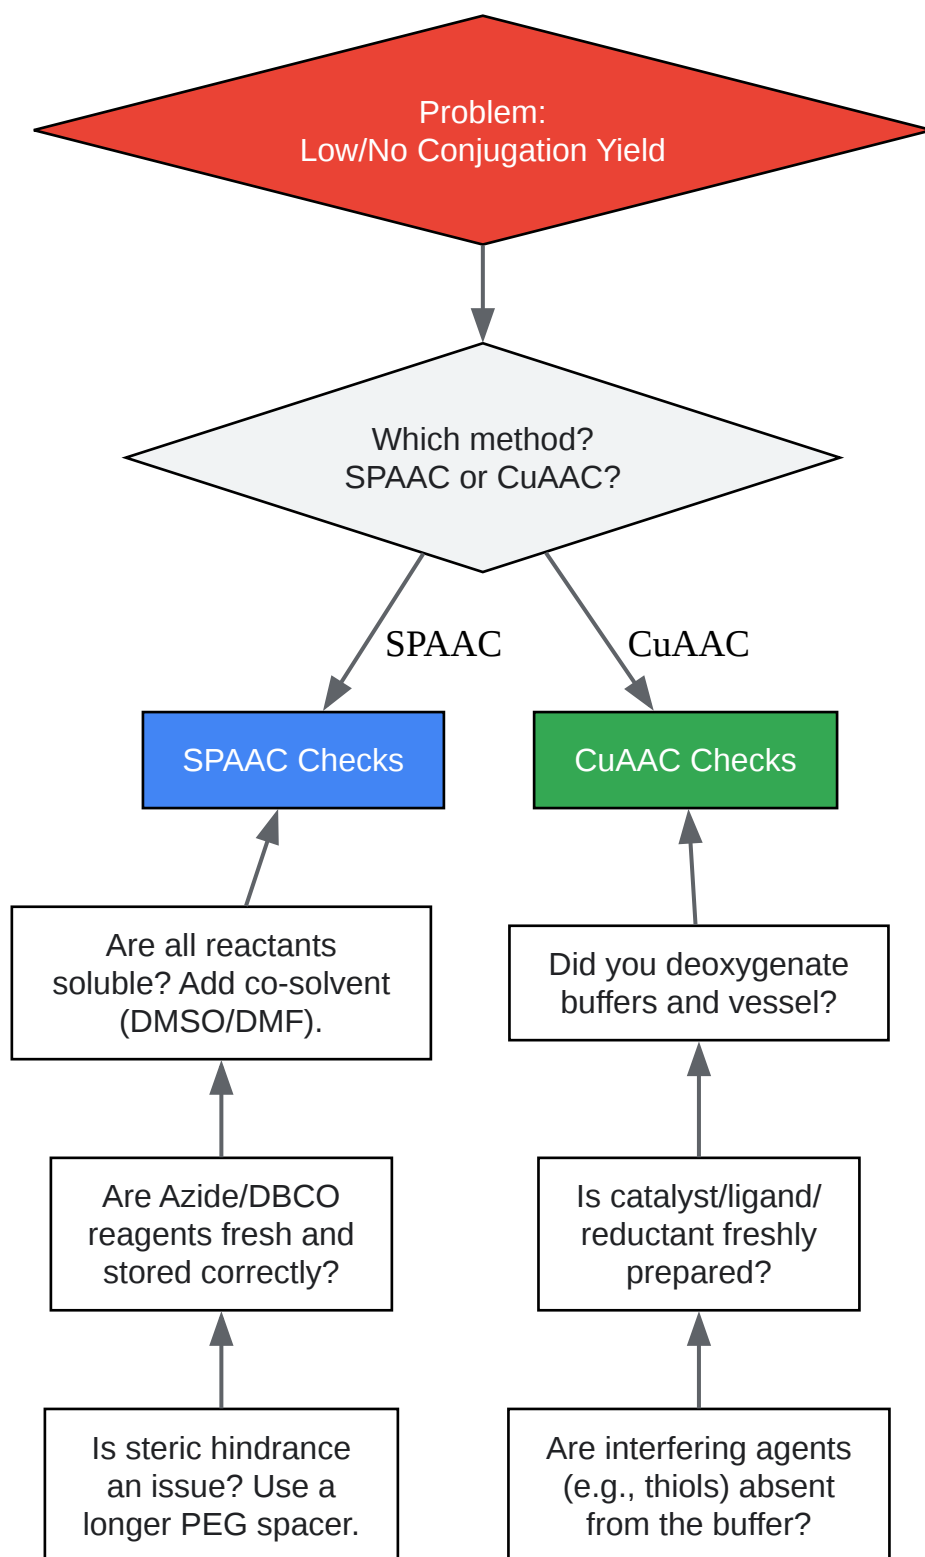 Problem:
Low/No Conjugation Yield
Which method?
SPAAC or CuAAC?
SPAAC
CuAAC
SPAAC Checks
CuAAC Checks
Are all reactants
soluble? Add co-solvent
(DMSO/DMF).
Did you deoxygenate
buffers and vessel?
Are Azide/DBCO
reagents fresh and
stored correctly?
Is catalyst/ligand/
reductant freshly
prepared?
Is steric hindrance
an issue? Use a
longer PEG spacer.
Are interfering agents
(e.g., thiols) absent
from the buffer?